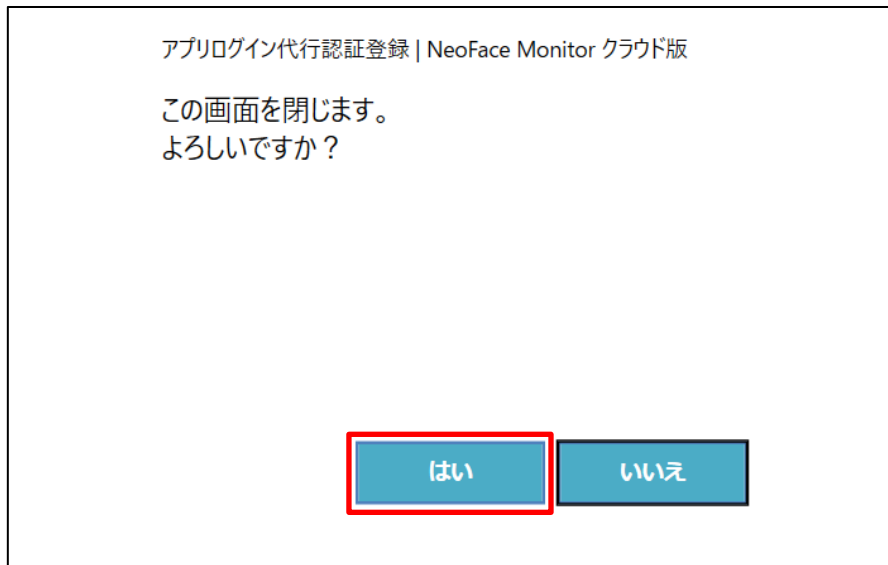 アプリログイン代行認証登録 | NeoFace Monitor クラウド版
この画面を閉じます。
よろしいですか？
はい
いいえ